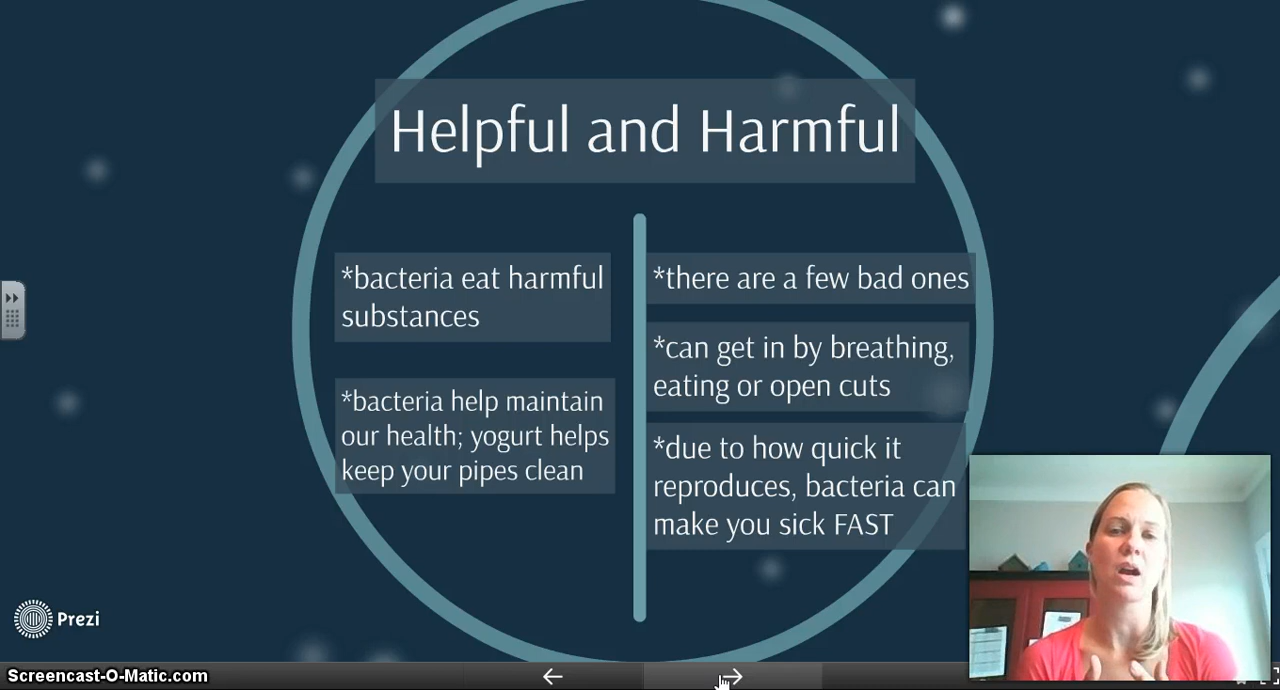 Helpful and Harmful
*bacteria eat harmful
substances
*bacteria help maintain
our health; yogurt helps
keep your pipes clean
*there are a few bad ones
*can get in by breathing,
eating or open cuts
*due to how quick it
reproduces, bacteria can
make you sick FAST
Prezi
Screencast-O-Matic.com